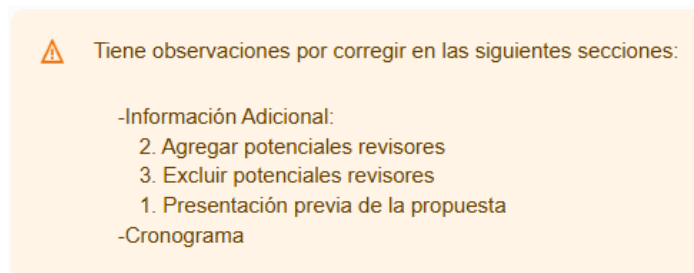 Tiene observaciones por corregir en las siguientes secciones:
-Información Adicional:
2. Agregar potenciales revisores
3. Excluir potenciales revisores
1. Presentación previa de la propuesta
-Cronograma